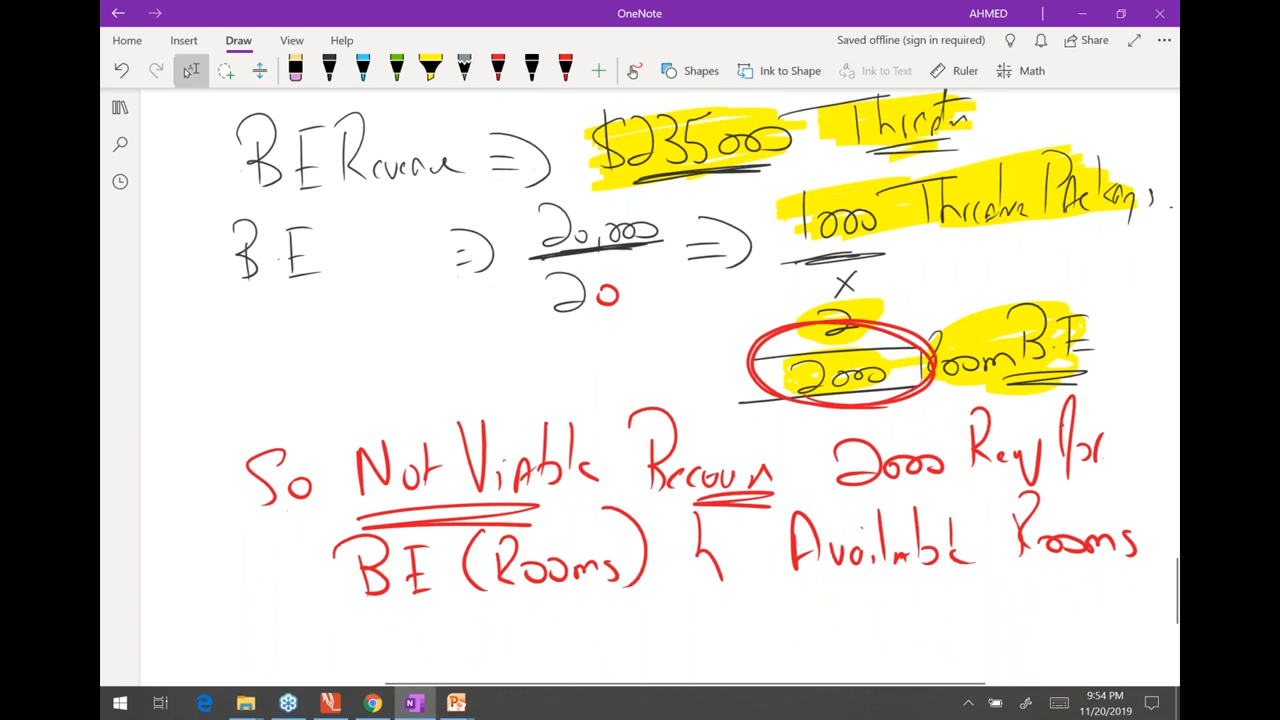 OneNote
AHMED
Home Insert Draw View Help
Saved offline (sign in required)
Share
Shapes
Ink to Shape
Ink to Text
Ruler
Math
BE Revenue => $235000 Theatre
B.E => 20,000 => 1000 Theatre Packages
20
x
2
2000 Room B.E
So Not Viable 2000 Req for
BE (Rooms) Available Rooms
9:54 PM
11/20/2019